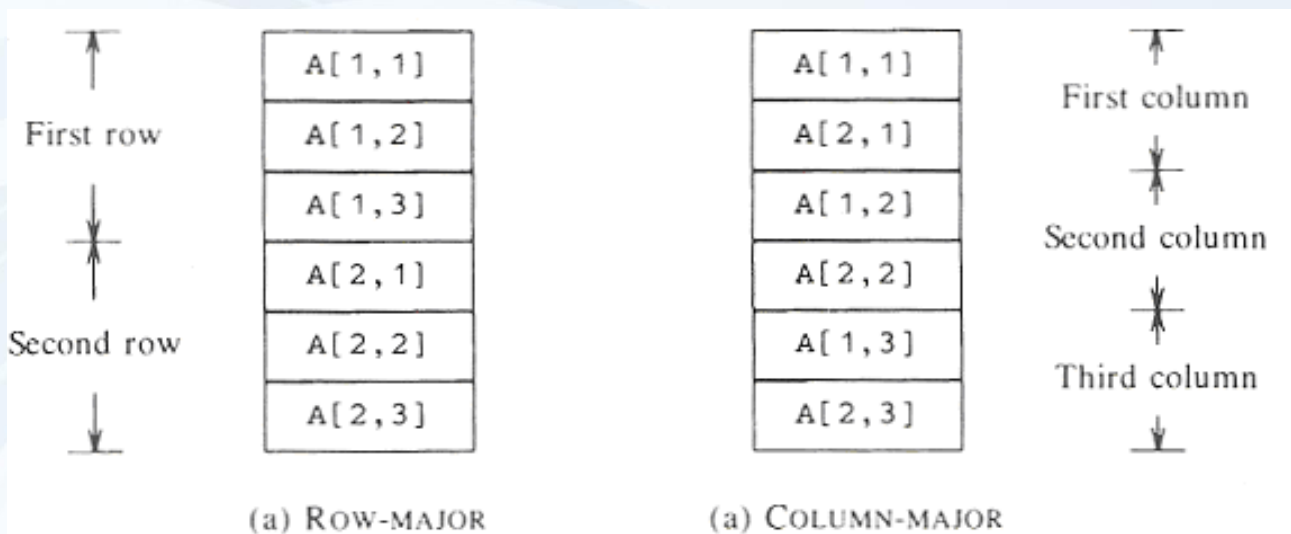 First row
Second row
A[1,1]
A[1,2]
A[1,3]
A[2,1]
A[2,2]
A[2,3]
(a) ROW-MAJOR
A[1,1]
A[2,1]
A[1,2]
A[2,2]
A[1,3]
A[2,3]
First column
Second column
Third column
(a) COLUMN-MAJOR